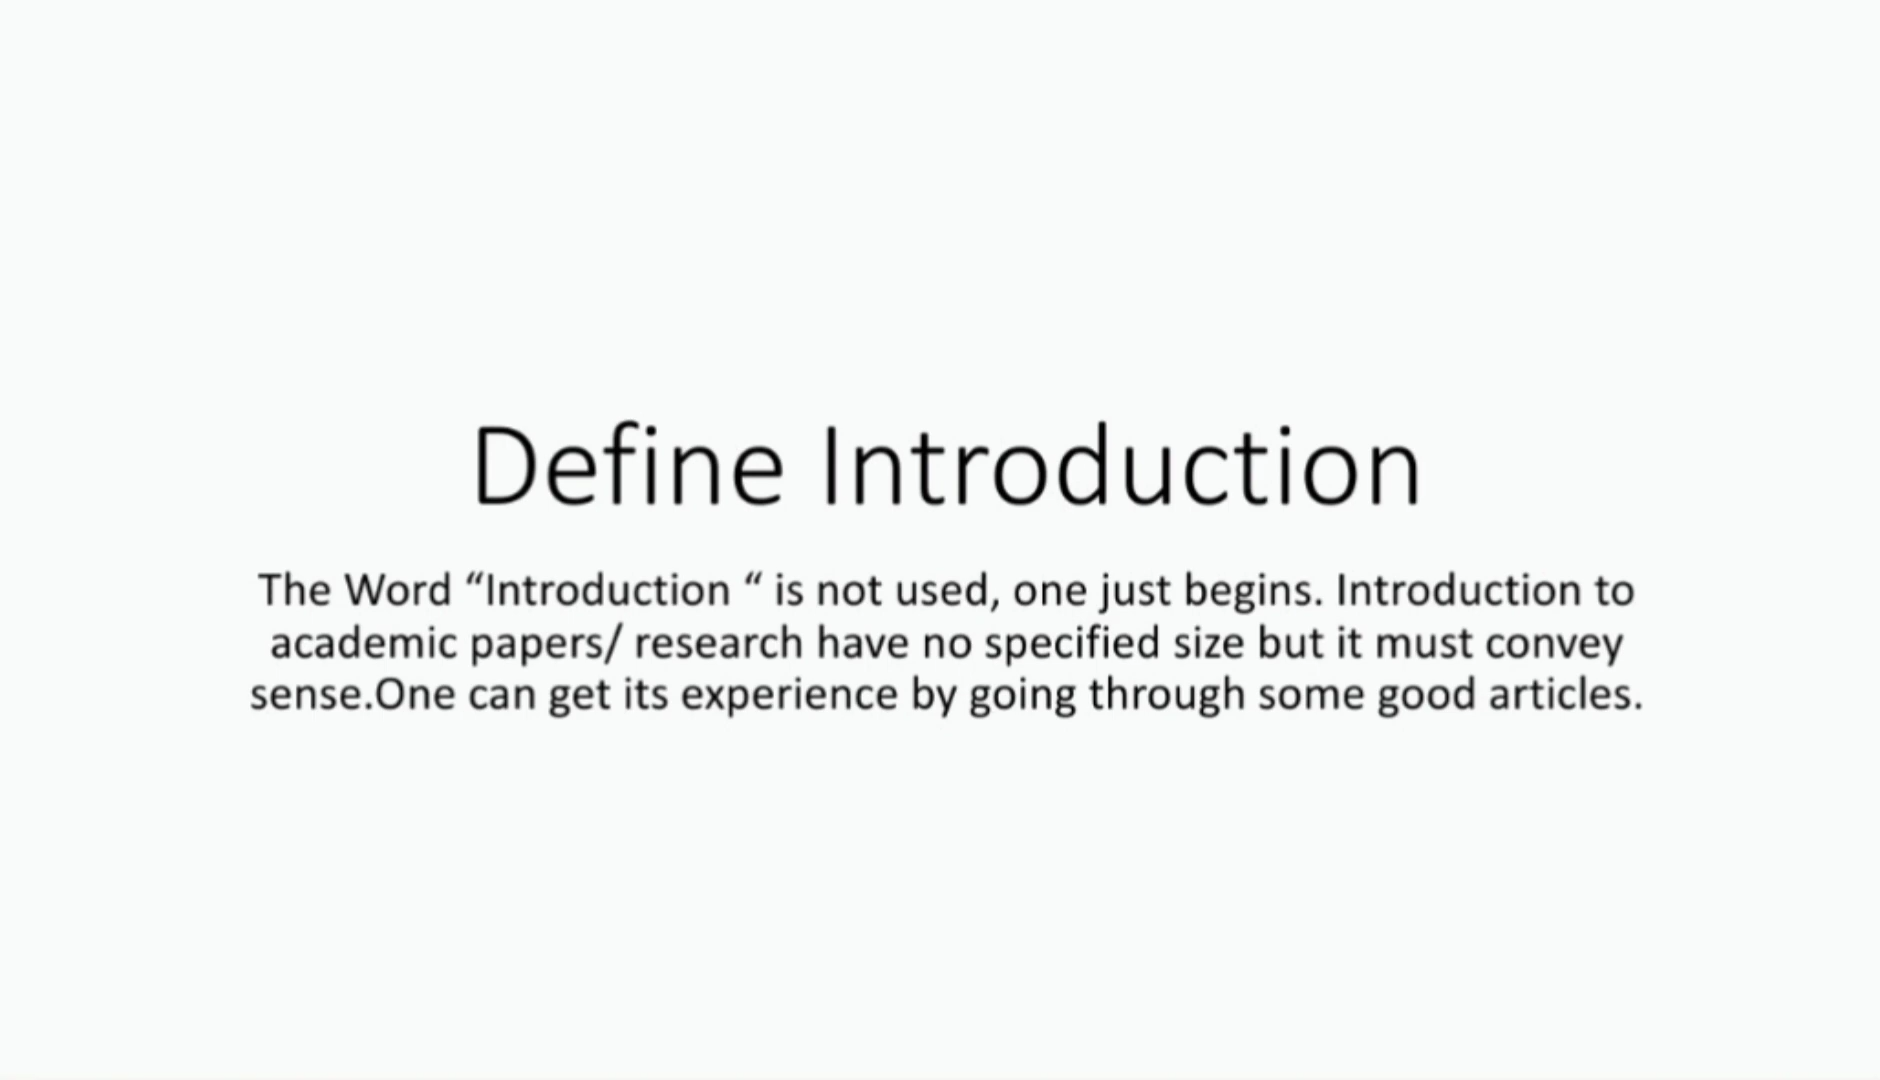 Define Introduction
The Word “Introduction “ is not used, one just begins. Introduction to
academic papers/ research have no specified size but it must convey
sense.One can get its experience by going through some good articles.